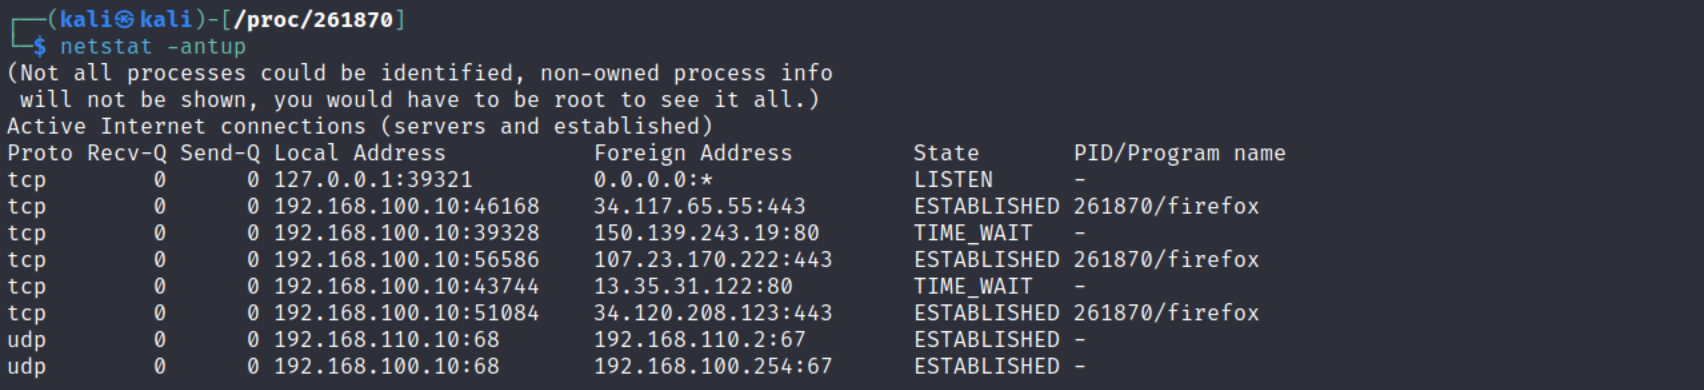 ┌──(kali㉿kali)-[/proc/261870]
└─$ netstat -antup
(Not all processes could be identified, non-owned process info
 will not be shown, you would have to be root to see it all.)
Active Internet connections (servers and established)
Proto Recv-Q Send-Q Local Address           Foreign Address         State       PID/Program name
tcp        0      0 127.0.0.1:39321         0.0.0.0:*               LISTEN      -
tcp        0      0 192.168.100.10:46168    34.117.65.55:443        ESTABLISHED 261870/firefox
tcp        0      0 192.168.100.10:39328    150.139.243.19:80       TIME_WAIT   -
tcp        0      0 192.168.100.10:56586    107.23.170.222:443      ESTABLISHED 261870/firefox
tcp        0      0 192.168.100.10:43744    13.35.31.122:80         TIME_WAIT   -
tcp        0      0 192.168.100.10:51084    34.120.208.123:443      ESTABLISHED 261870/firefox
udp        0      0 192.168.110.10:68       192.168.110.2:67        ESTABLISHED -
udp        0      0 192.168.100.10:68       192.168.100.254:67      ESTABLISHED -